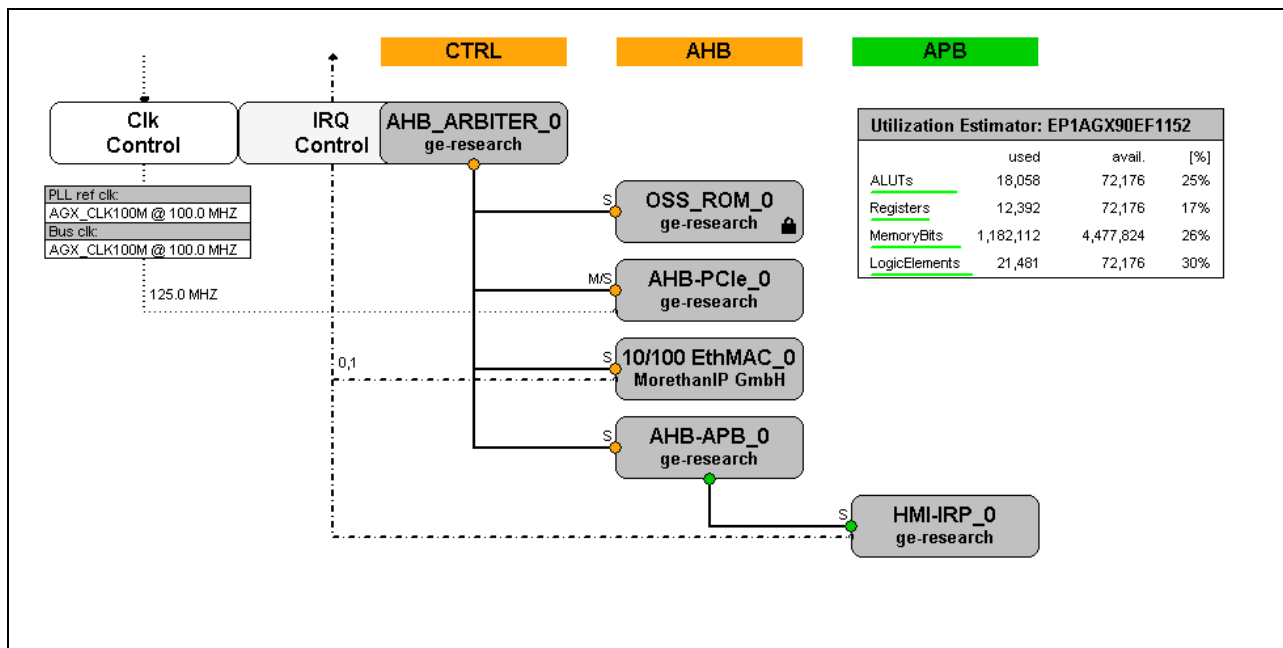 CTRL AHB APB
Clk
Control
IRQ
Control
AHB_ARBITER_0
ge-research
PLL ref clk:
AGX_CLK100M @ 100.0 MHZ
Bus clk:
AGX_CLK100M @ 100.0 MHZ
125.0 MHZ
0,1
S
OSS_ROM_0
ge-research
M/S
AHB-PCIe_0
ge-research
S
10/100 EthMAC_0
MorethanIP GmbH
S
AHB-APB_0
ge-research
S
HMI-IRP_0
ge-research
Utilization Estimator: EP1AGX90EF1152
used avail. [%]
ALUTs 18,058 72,176 25%
Registers 12,392 72,176 17%
MemoryBits 1,182,112 4,477,824 26%
LogicElements 21,481 72,176 30%